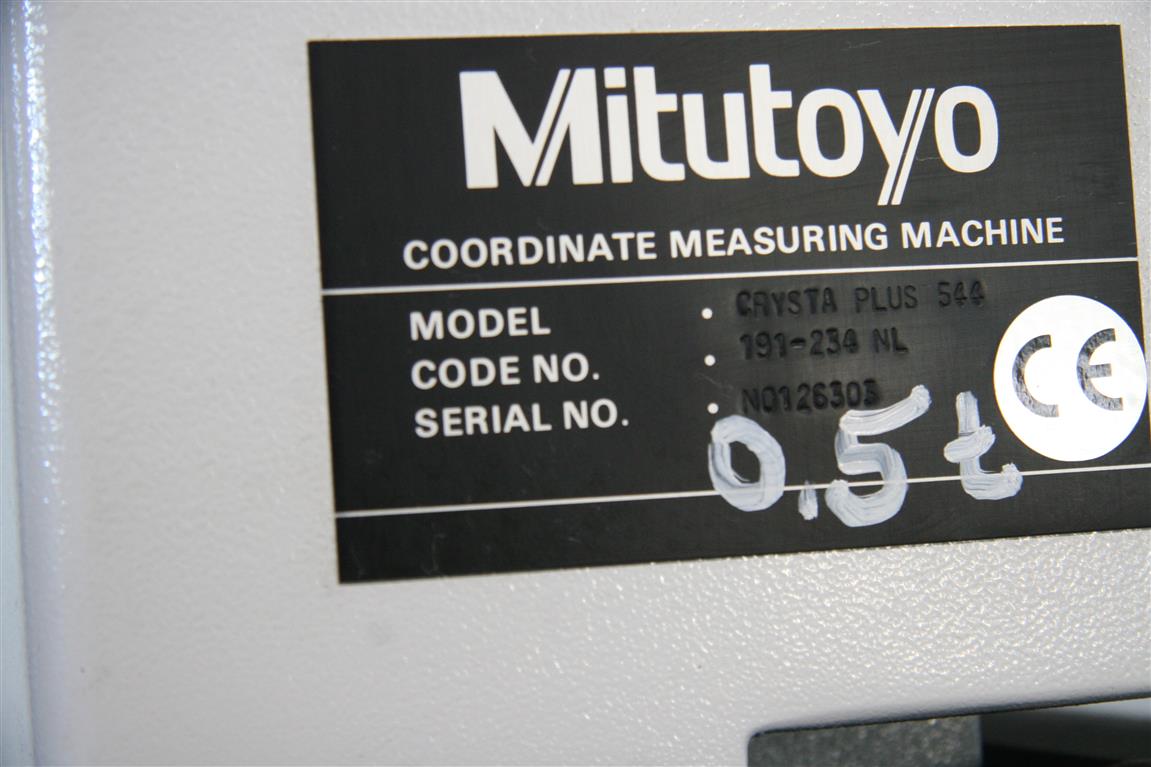 Mitutoyo
COORDINATE MEASURING MACHINE
MODEL . CRYSTA PLUS 544
CODE NO. . 191-234 NL
SERIAL NO. . N0126303
0.5t
CE